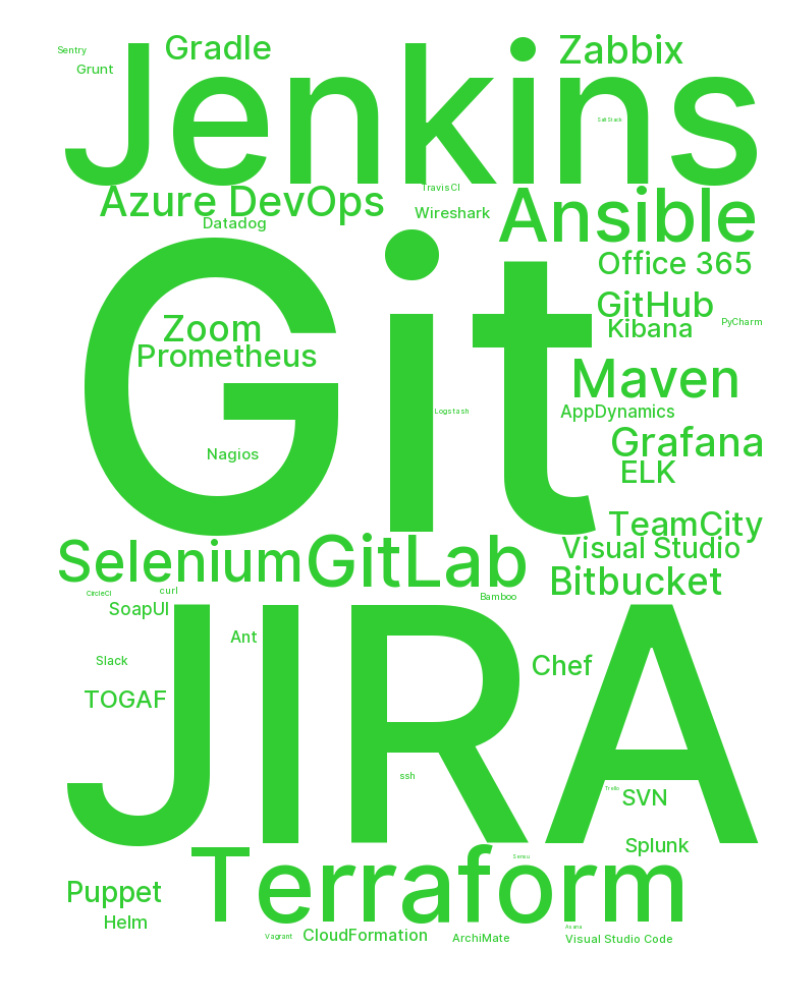 Sentry
Gradle
Zabbix
Grunt
Jenkins
Salt Stack
Azure DevOps
TravisCI
Ansible
Wireshark
Datadog
Office 365
Git
GitHub
PyCharm
Zoom
Kibana
Prometheus
Maven
Logstash
AppDynamics
Grafana
Nagios
ELK
TeamCity
Visual Studio
Selenium
GitLab
Bitbucket
CircleCI
curl
Bamboo
SoapUI
JIRA
Ant
Slack
Chef
TOGAF
ssh
Trello
SVN
Splunk
Terraform
Puppet
Helm
Vagrant
CloudFormation
ArchiMate
Asana
Visual Studio Code